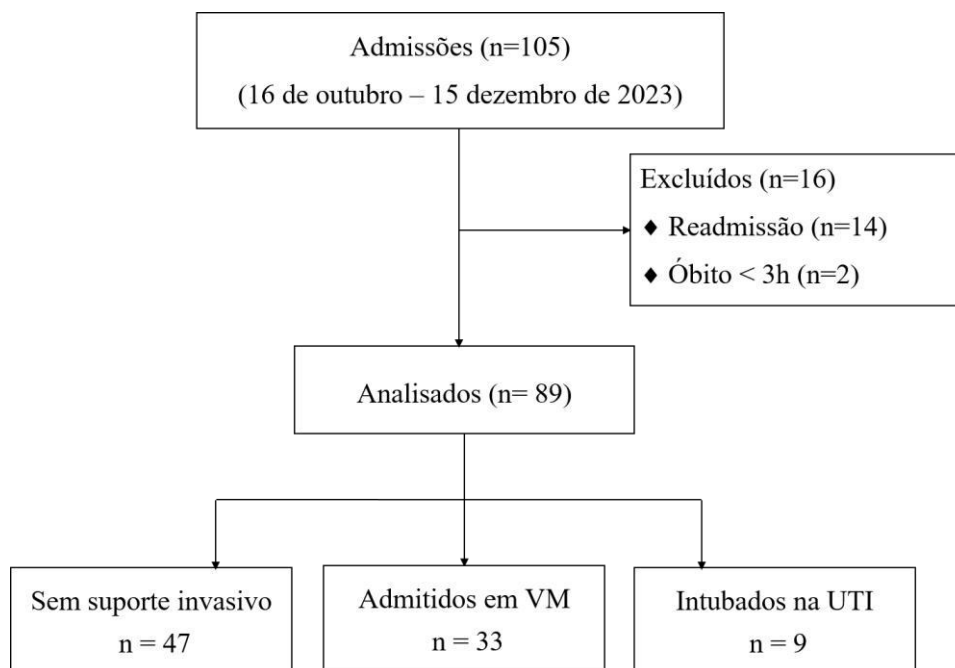 Admissões (n=105)
(16 de outubro – 15 dezembro de 2023)
Excluídos (n=16)
♦ Readmissão (n=14)
♦ Óbito < 3h (n=2)
Analisados (n= 89)
Sem suporte invasivo
n = 47
Admitidos em VM
n = 33
Intubados na UTI
n = 9